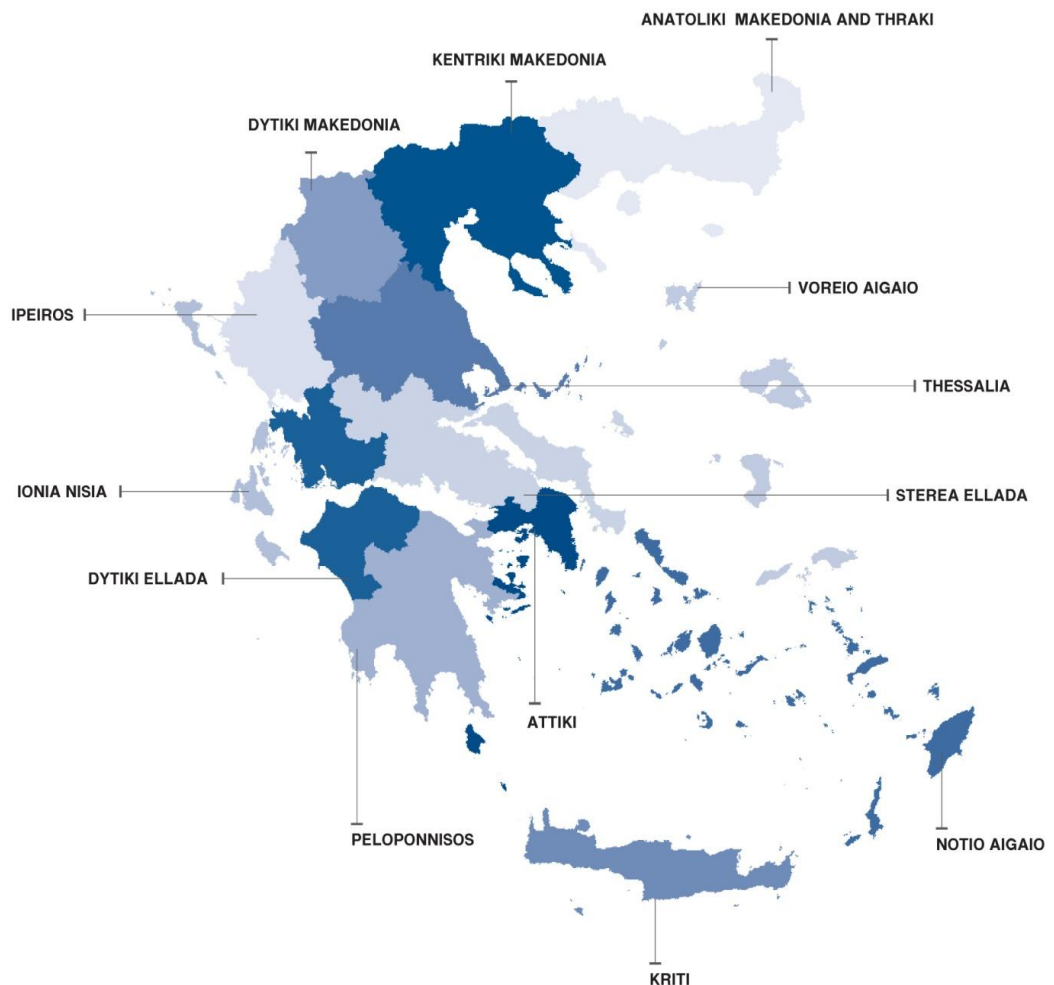 ANATOLIKI MAKEDONIA AND THRAKI
KENTRIKI MAKEDONIA
DYTIKI MAKEDONIA
VOREIO AIGAIO
IPEIROS
THESSALIA
IONIA NISIA
STEREA ELLADA
DYTIKI ELLADA
ATTIKI
PELOPONNISOS
NOTIO AIGAIO
KRITI